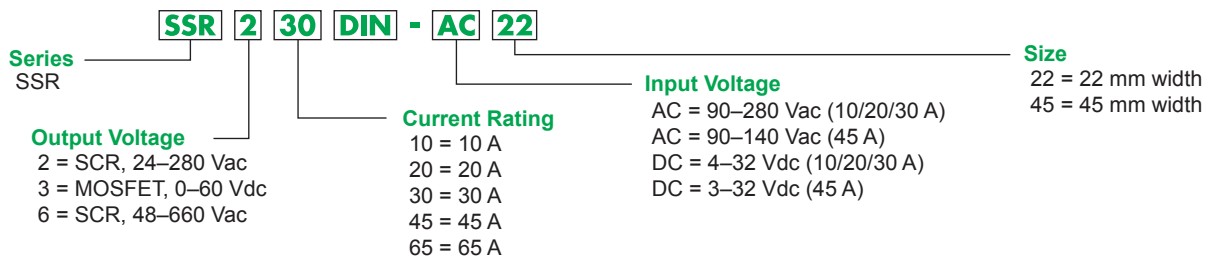 SSR 2 30 DIN - AC 22
Series
SSR
Output Voltage
2 = SCR, 24–280 Vac
3 = MOSFET, 0–60 Vdc
6 = SCR, 48–660 Vac
Current Rating
10 = 10 A
20 = 20 A
30 = 30 A
45 = 45 A
65 = 65 A
Input Voltage
AC = 90–280 Vac (10/20/30 A)
AC = 90–140 Vac (45 A)
DC = 4–32 Vdc (10/20/30 A)
DC = 3–32 Vdc (45 A)
Size
22 = 22 mm width
45 = 45 mm width